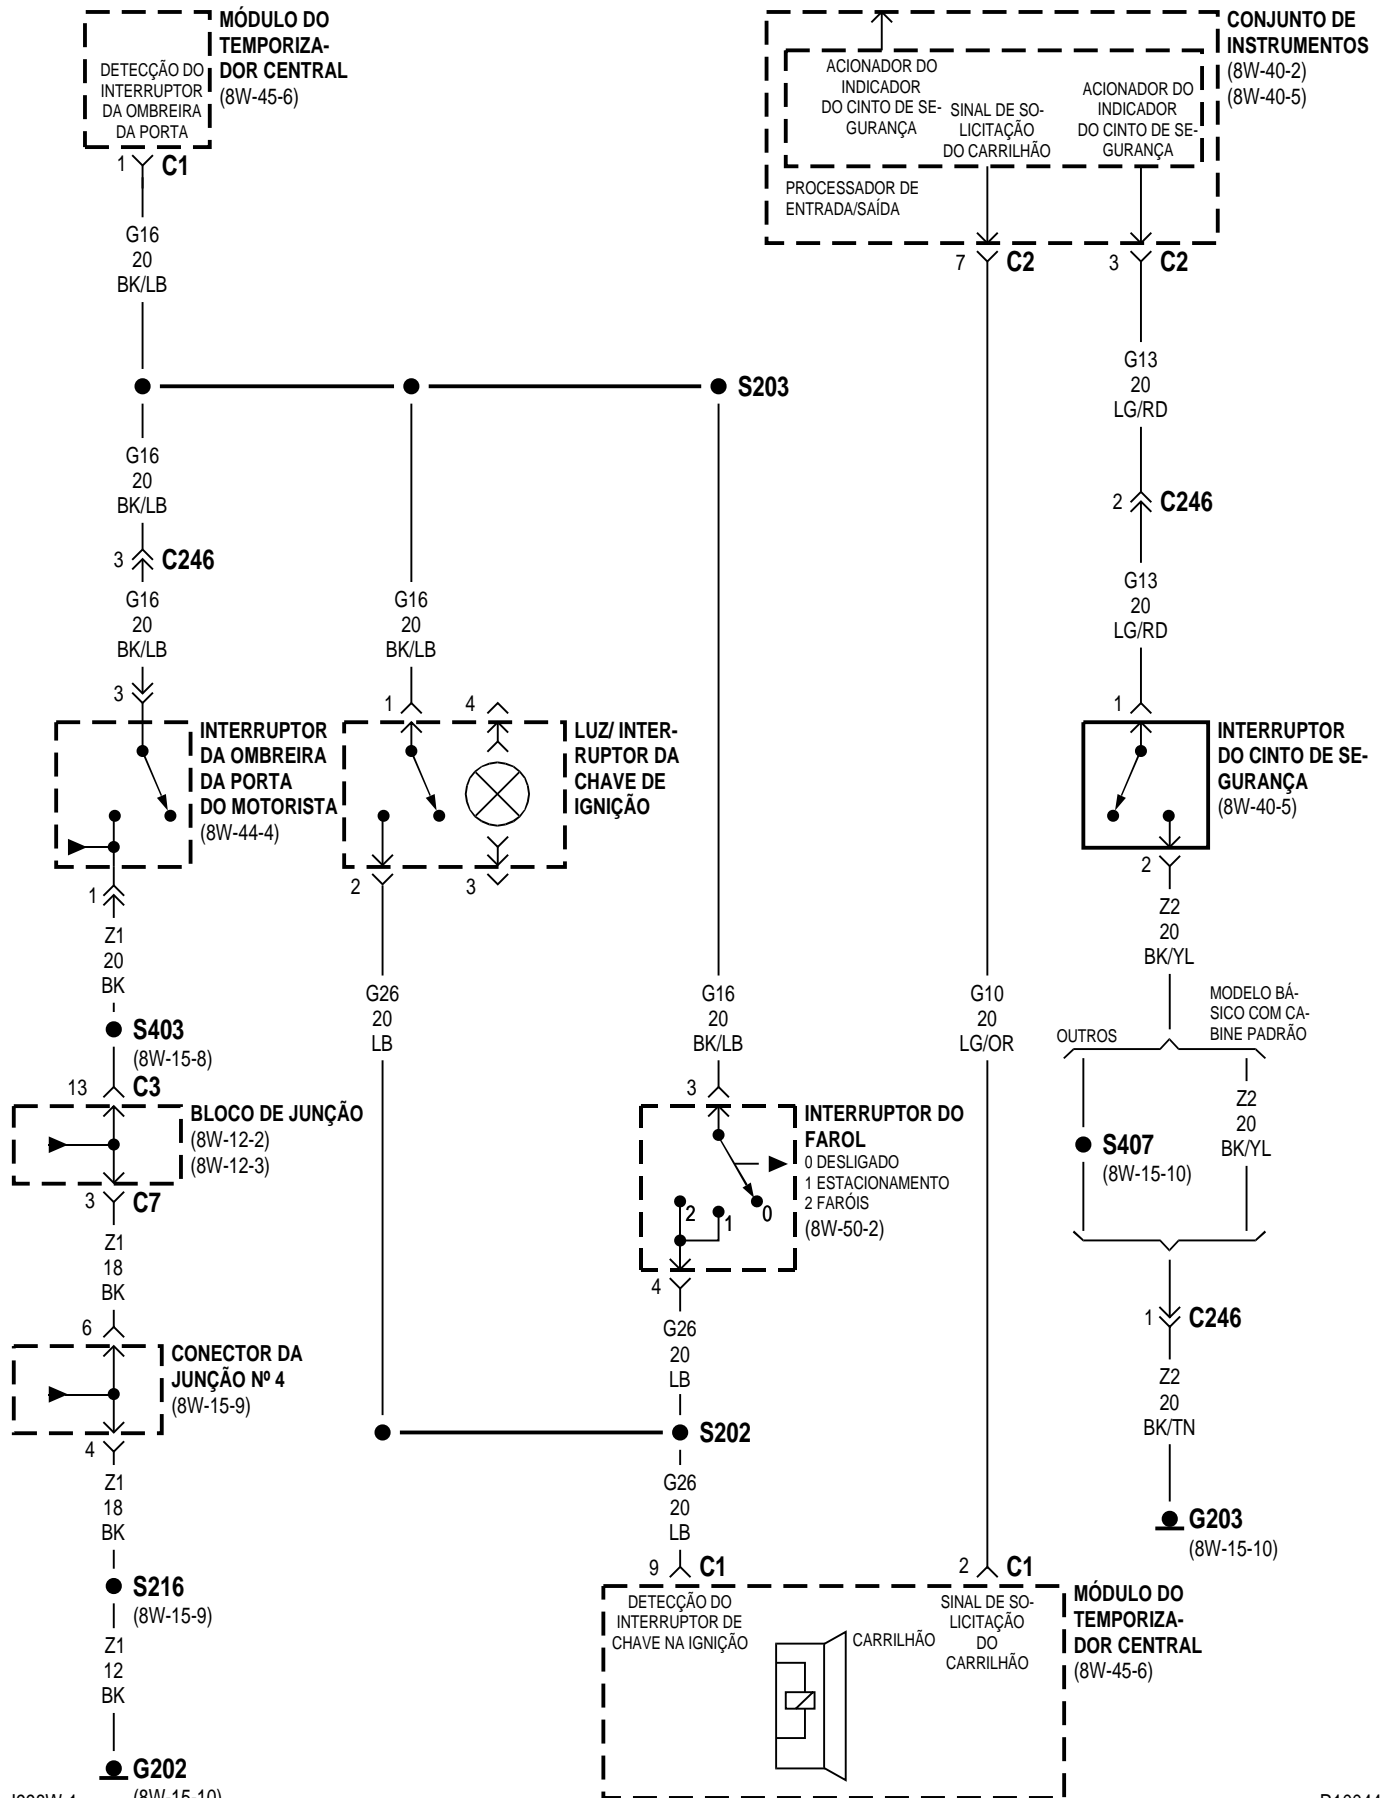 MÓDULO DO
TEMPORIZA-
DOR CENTRAL
(8W-45-6)
DETECÇÃO DO
INTERRUPTOR
DA OMBREIRA
DA PORTA
1
C1
G16
20
BK/LB
CONJUNTO DE
INSTRUMENTOS
(8W-40-2)
(8W-40-5)
ACIONADOR DO
INDICADOR
DO CINTO DE SE-
GURANÇA
SINAL DE SO-
LICITAÇÃO
DO CARRILHÃO
ACIONADOR DO
INDICADOR
DO CINTO DE SE-
GURANÇA
PROCESSADOR DE
ENTRADA/SAÍDA
7
C2
3
C2
G13
20
LG/RD
S203
G16
20
BK/LB
3
C246
G16
20
BK/LB
3
G16
20
BK/LB
2
C246
G13
20
LG/RD
INTERRUPTOR
DA OMBREIRA
DA PORTA
DO MOTORISTA
(8W-44-4)
1
1
4
LUZ/ INTER-
RUPTOR DA
CHAVE DE
IGNIÇÃO
2
3
1
INTERRUPTOR
DO CINTO DE SE-
GURANÇA
(8W-40-5)
2
Z2
20
BK/YL
Z1
20
BK
S403
(8W-15-8)
13
C3
BLOCO DE JUNÇÃO
(8W-12-2)
(8W-12-3)
3
C7
Z1
18
BK
6
CONECTOR DA
JUNÇÃO Nº 4
(8W-15-9)
4
Z1
18
BK
S216
(8W-15-9)
Z1
12
BK
G202
(8W-15-10)
G26
20
LB
G16
20
BK/LB
3
INTERRUPTOR DO
FAROL
0 DESLIGADO
1 ESTACIONAMENTO
2 FARÓIS
(8W-50-2)
2
1
0
4
G26
20
LB
S202
G26
20
LB
9
C1
G10
20
LG/OR
2
C1
OUTROS
MODELO BÁ-
SICO COM CA-
BINE PADRÃO
S407
(8W-15-10)
Z2
20
BK/YL
1
C246
Z2
20
BK/TN
G203
(8W-15-10)
DETECÇÃO DO
INTERRUPTOR DE
CHAVE NA IGNIÇÃO
CARRILHÃO
SINAL DE SO-
LICITAÇÃO
DO
CARRILHÃO
MÓDULO DO
TEMPORIZA-
DOR CENTRAL
(8W-45-6)